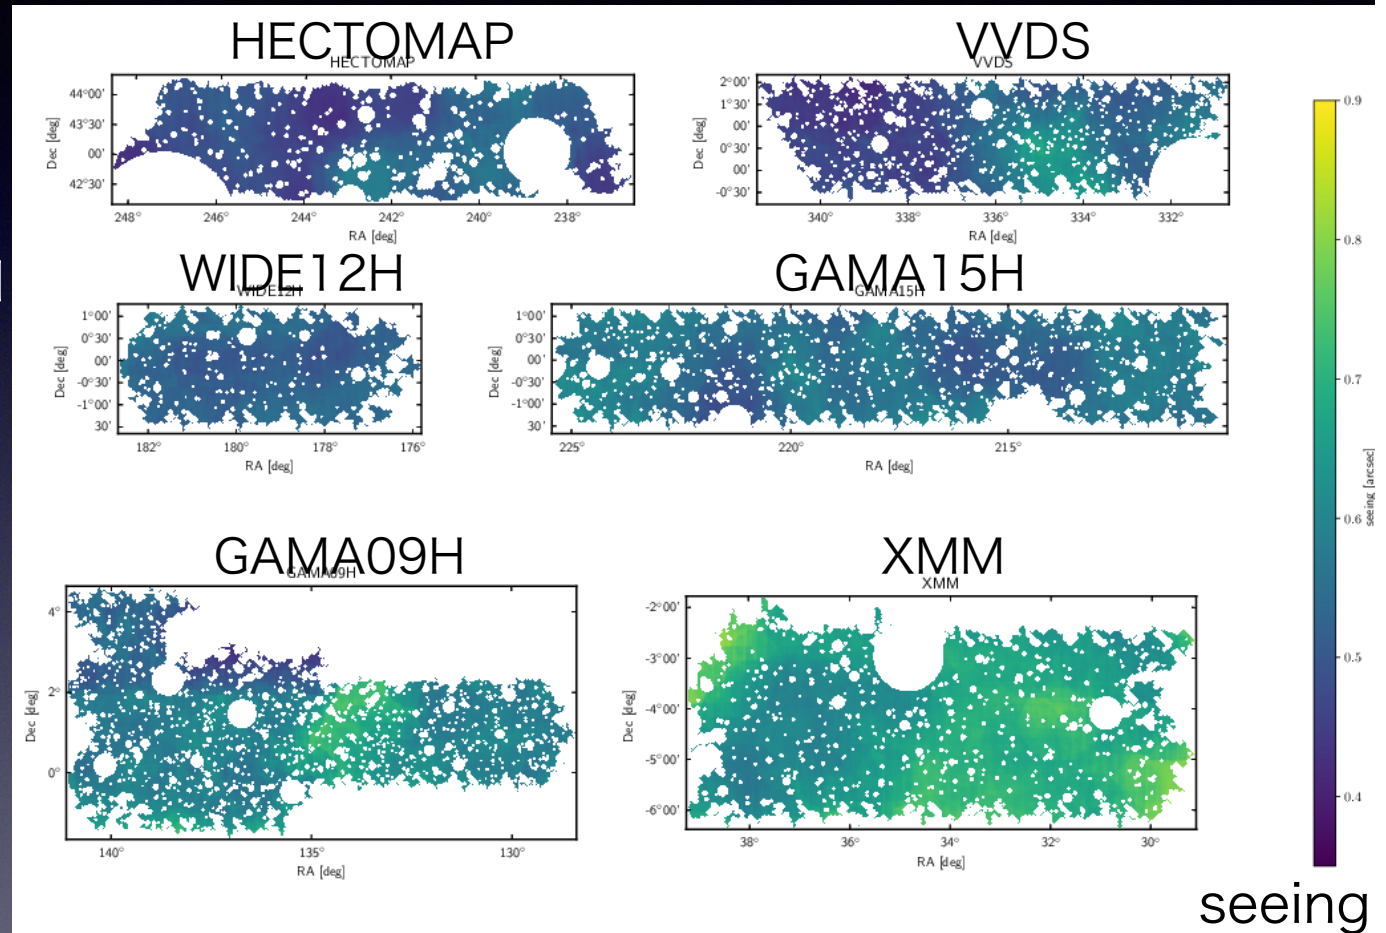 HECTOMAP
HECTOMAP
44°00'
43°30'
00'
42°30'
Dec [deg]
248° 246° 244° 242° 240° 238°
RA [deg]
VVDS
VVDS
2°00'
1°30'
00'
0°30'
00'
-0°30'
Dec [deg]
340° 338° 336° 334° 332°
RA [deg]
WIDE12H
WIDE12H
1°00'
0°30'
00'
-0°30'
-1°00'
30'
Dec [deg]
182° 180° 178° 176°
RA [deg]
GAMA15H
GAMA15H
1°00'
0°30'
00'
-0°30'
-1°00'
30'
Dec [deg]
225° 220° 215°
RA [deg]
GAMA09H
GAMA09H
4°
2°
0°
Dec [deg]
140° 135° 130°
RA [deg]
XMM
XMM
-2°00'
-3°00'
-4°00'
-5°00'
-6°00'
Dec [deg]
38° 36° 34° 32° 30°
RA [deg]
0.9
0.8
0.7
0.6
0.5
0.4
seeing [arcsec]
seeing